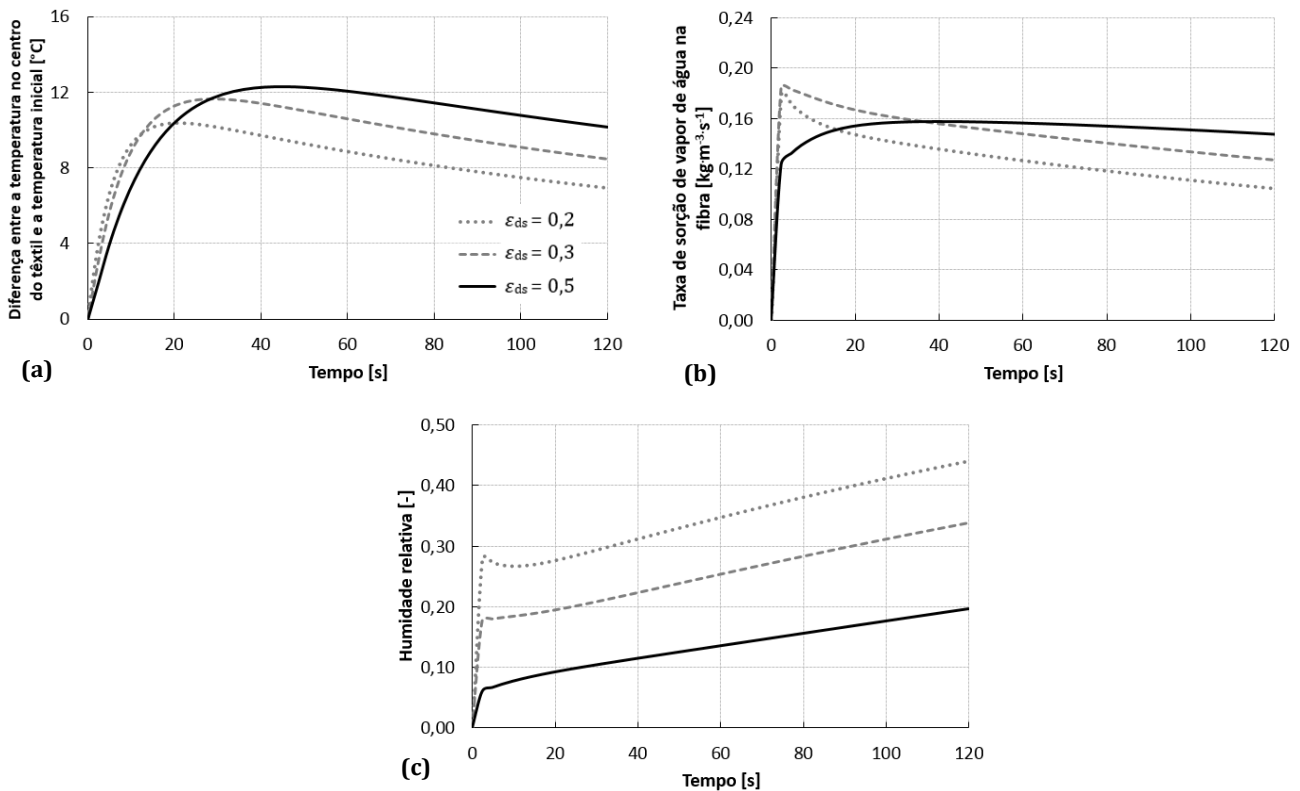 Diferença entre a temperatura no centro
do têxtil e a temperatura inicial [°C]
16
12
8
4
0
0 20 40 60 80 100 120
Tempo [s]
εds = 0,2
εds = 0,3
εds = 0,5
(a)
Taxa de sorção de vapor de água na
fibra [kg·m⁻³·s⁻¹]
0,24
0,20
0,16
0,12
0,08
0,04
0,00
0 20 40 60 80 100 120
Tempo [s]
(b)
Humidade relativa [-]
0,50
0,40
0,30
0,20
0,10
0,00
0 20 40 60 80 100 120
Tempo [s]
(c)